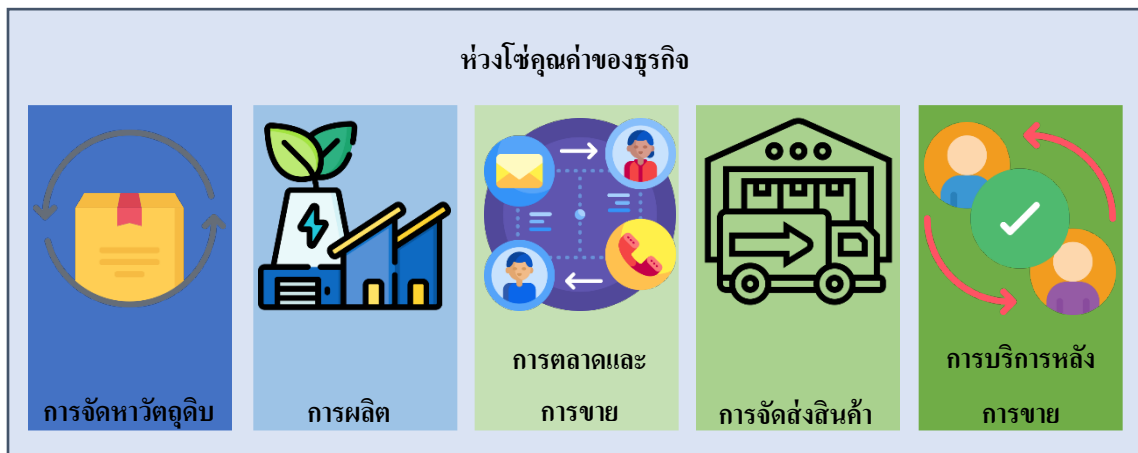 ห่วงโซ่คุณค่าของธุรกิจ
การจัดหาวัตถุดิบ
การผลิต
การตลาดและ
การขาย
การจัดส่งสินค้า
การบริการหลัง
การขาย